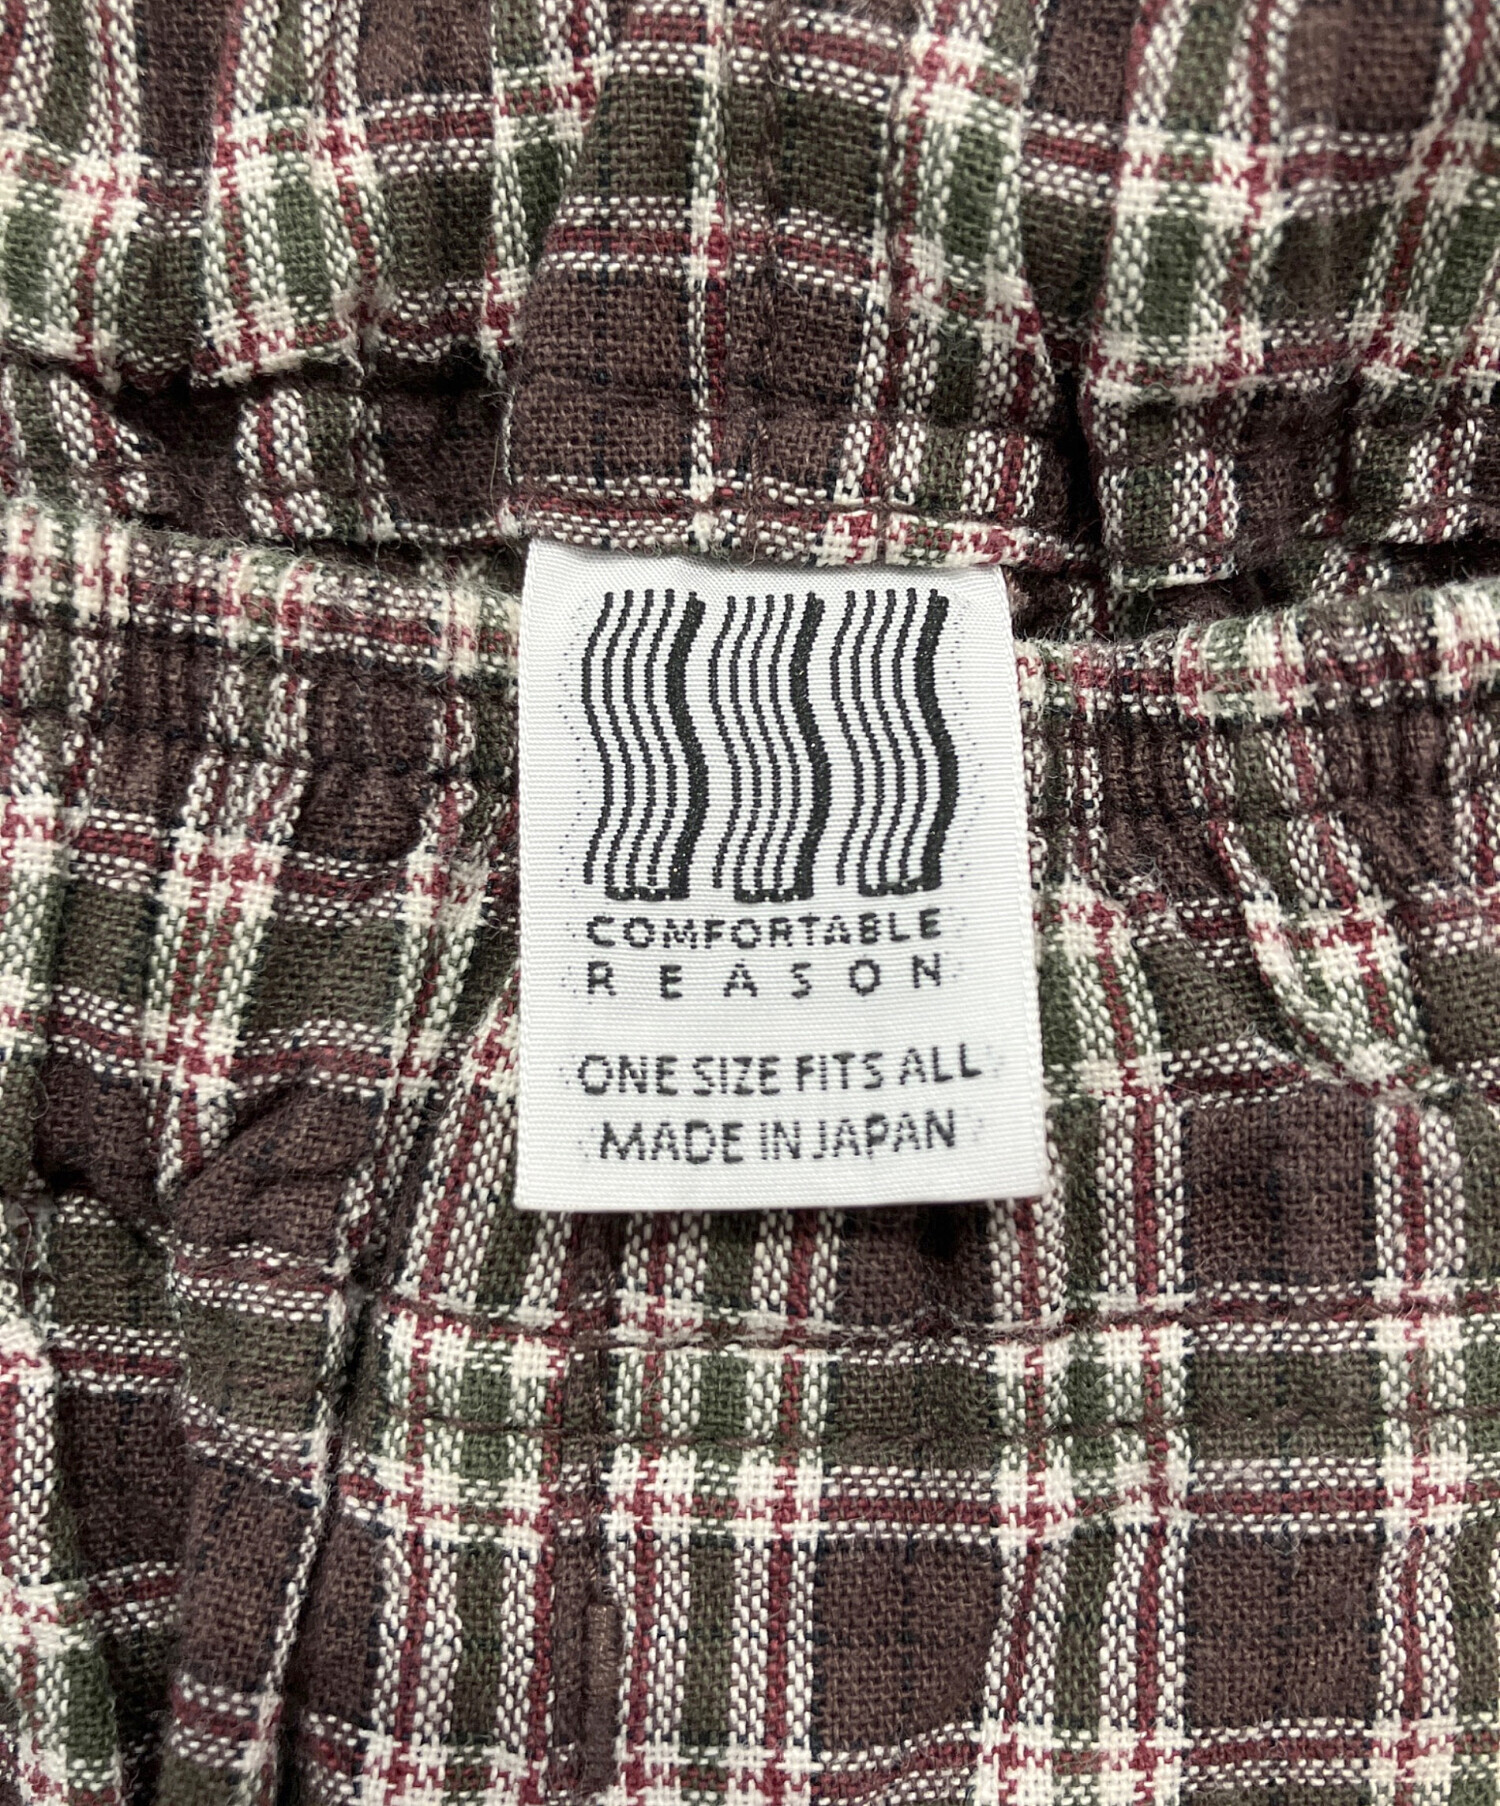 COMFORTABLE
REASON
ONE SIZE FITS ALL
MADE IN JAPAN